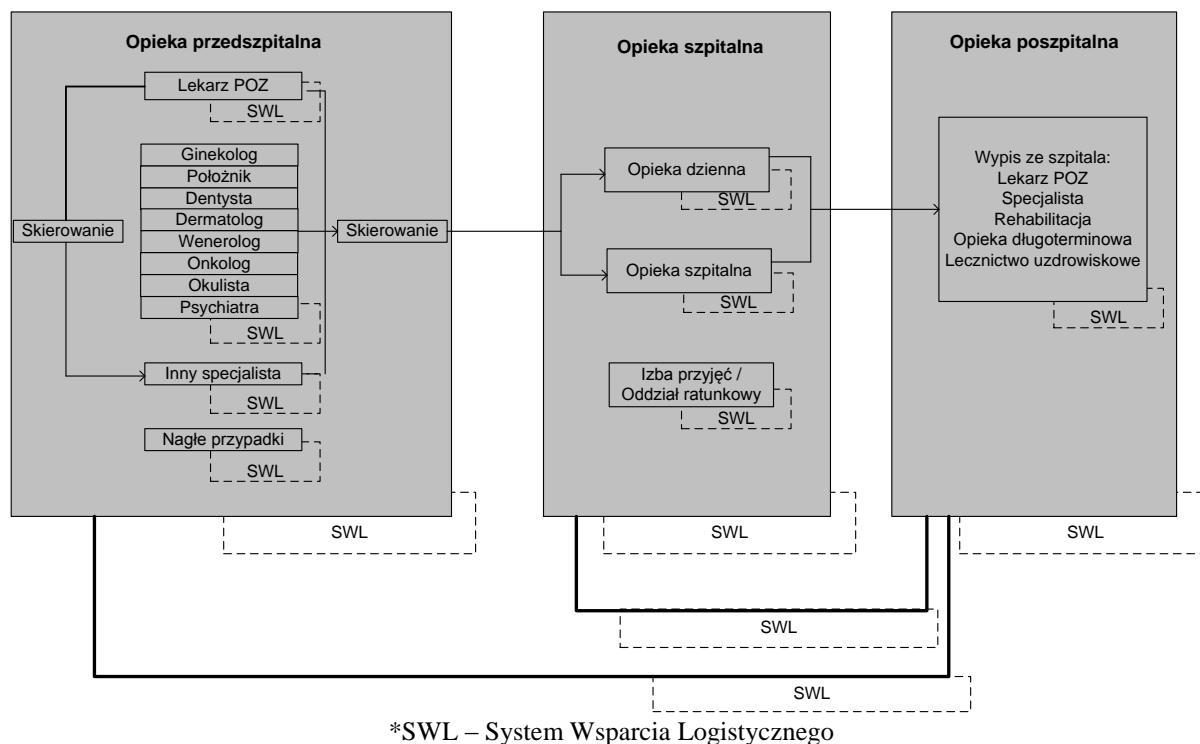 Opieka przedszpitalna
Lekarz POZ
SWL
Ginekolog
Położnik
Dentysta
Dermatolog
Wenerolog
Onkolog
Okulista
Psychiatra
SWL
Skierowanie
Skierowanie
Inny specjalista
SWL
Nagłe przypadki
SWL
SWL
Opieka szpitalna
Opieka dzienna
SWL
Opieka szpitalna
SWL
Izba przyjęć /
Oddział ratunkowy
SWL
SWL
Opieka poszpitalna
Wypis ze szpitala:
Lekarz POZ
Specjalista
Rehabilitacja
Opieka długoterminowa
Lecznictwo uzdrowiskowe
SWL
SWL
SWL
SWL
*SWL – System Wsparcia Logistycznego